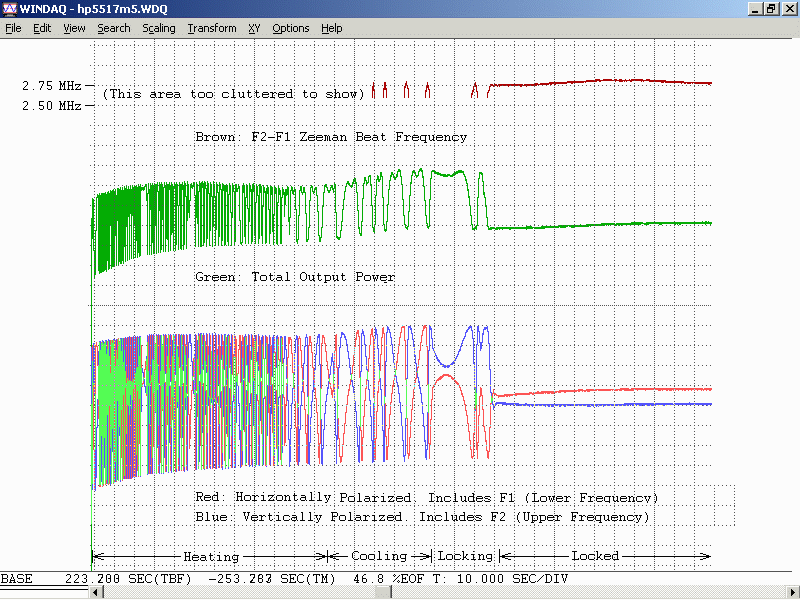 WINDAQ - hp5517m5.WDQ
File Edit View Search Scaling Transform XY Options Help
2.75 MHz
(This area too cluttered to show)
2.50 MHz
Brown: F2-F1 Zeeman Beat Frequency
Green: Total Output Power
Red: Horizontally Polarized. Includes F1 (Lower Frequency)
Blue: Vertically Polarized. Includes F2 (Upper Frequency)
Heating Cooling Locking Locked
BASE 223.200 SEC(TBF) -253.203 SEC(TM) 46.8 %EOF T: 10.000 SEC/DIV